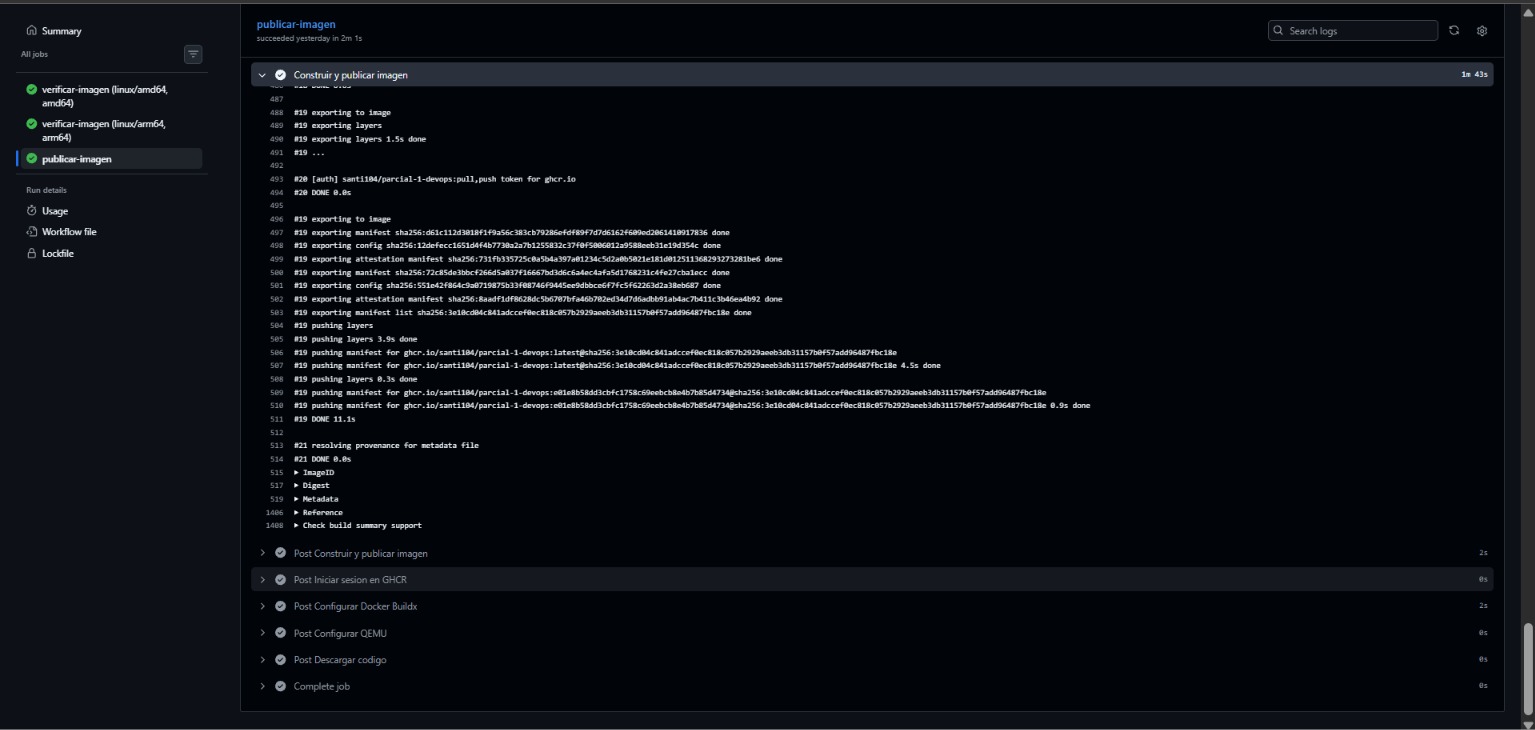 Summary
All jobs
verificar-imagen (linux/amd64,
amd64)
verificar-imagen (linux/arm64,
arm64)
publicar-imagen
Run details
Usage
Workflow file
Lockfile
publicar-imagen
succeeded yesterday in 2m 1s
Search logs
Construir y publicar imagen 1m 43s
487
488 #19 exporting to image
489 #19 exporting layers
490 #19 exporting layers 1.5s done
491 #19 ...
492
493 #20 [auth] santi104/parcial-1-devops:pull,push token for ghcr.io
494 #20 DONE 0.0s
495
496 #19 exporting to image
497 #19 exporting manifest sha256:d61c112d3018f1f9a56c383cb79286efdf89f7d7d6162f609ed2061410917836 done
498 #19 exporting config sha256:12defecc1651d4f4b7730a2a7b1255832c37f0f5006012a9588eeb31e19d354c done
499 #19 exporting attestation manifest sha256:731fb335725c0a5b4a397a01234c5d2a0b5021e181d012511368293273281be6 done
500 #19 exporting manifest sha256:72c85de3bbcf266d5a037f16667bd3d6c6a4ec4afa5d1768231c4fe27cba1ecc done
501 #19 exporting config sha256:551e42f864c9a0719875b33f08746f9445ee9dbbce6f7fc5f62263d2a38eb687 done
502 #19 exporting attestation manifest sha256:8aadf1df8628dc5b6707bfa46b702ed34d7d6adbb91ab4ac7b411c3b46ea4b92 done
503 #19 exporting manifest list sha256:3e10cd04c841adccef0ec818c057b2929aeeb3db31157b0f57add96487fbc18e done
504 #19 pushing layers
505 #19 pushing layers 3.9s done
506 #19 pushing manifest for ghcr.io/santi104/parcial-1-devops:latest@sha256:3e10cd04c841adccef0ec818c057b2929aeeb3db31157b0f57add96487fbc18e
507 #19 pushing manifest for ghcr.io/santi104/parcial-1-devops:latest@sha256:3e10cd04c841adccef0ec818c057b2929aeeb3db31157b0f57add96487fbc18e 4.5s done
508 #19 pushing layers 0.3s done
509 #19 pushing manifest for ghcr.io/santi104/parcial-1-devops:e01e8b58dd3cbfc1758c69eebcb8e4b7b85d4734@sha256:3e10cd04c841adccef0ec818c057b2929aeeb3db31157b0f57add96487fbc18e
510 #19 pushing manifest for ghcr.io/santi104/parcial-1-devops:e01e8b58dd3cbfc1758c69eebcb8e4b7b85d4734@sha256:3e10cd04c841adccef0ec818c057b2929aeeb3db31157b0f57add96487fbc18e 0.9s done
511 #19 DONE 11.1s
512
513 #21 resolving provenance for metadata file
514 #21 DONE 0.0s
515 ImageID
517 Digest
519 Metadata
1406 Reference
1408 Check build summary support
Post Construir y publicar imagen 2s
Post Iniciar sesion en GHCR 0s
Post Configurar Docker Buildx 2s
Post Configurar QEMU 0s
Post Descargar codigo 0s
Complete job 0s